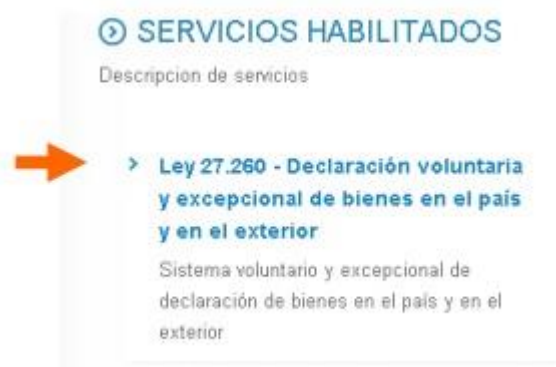 SERVICIOS HABILITADOS
Descripcion de servicios
Ley 27.260 - Declaración voluntaria
y excepcional de bienes en el país
y en el exterior
Sistema voluntario y excepcional de
declaración de bienes en el país y en el
exterior